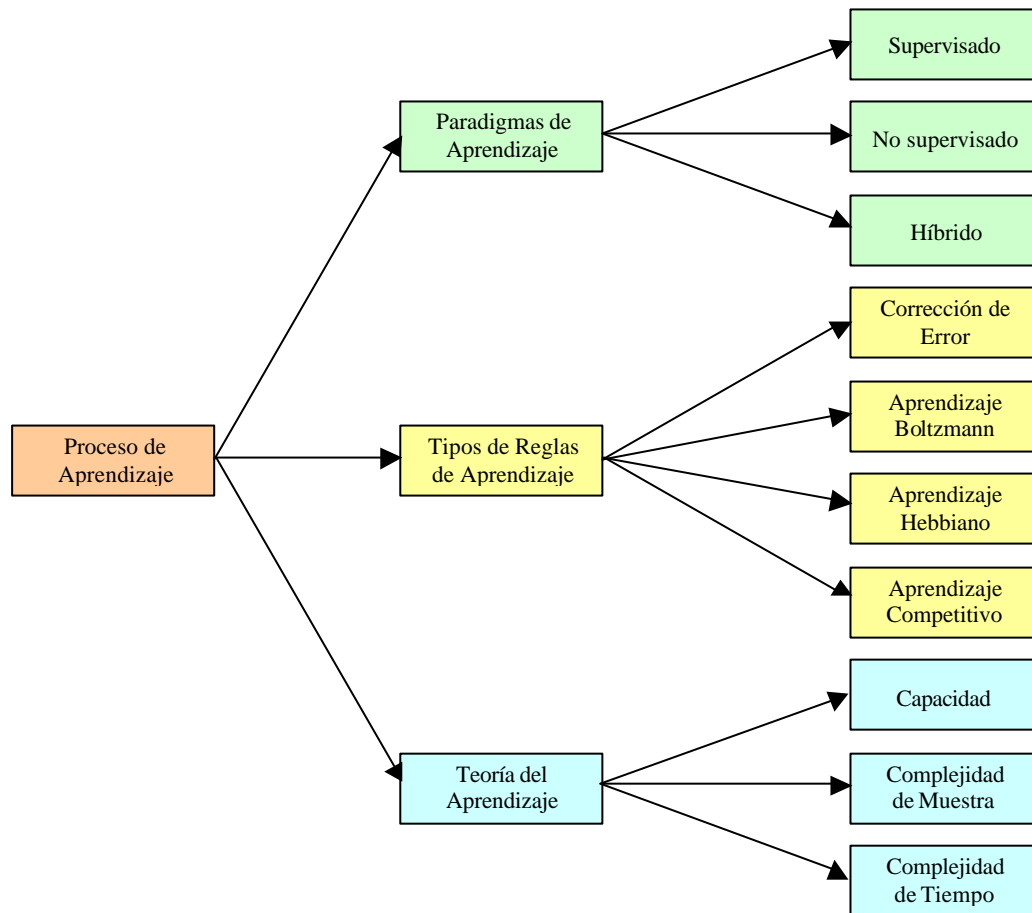 Proceso de
Aprendizaje
Paradigmas de
Aprendizaje
Supervisado
No supervisado
Híbrido
Tipos de Reglas
de Aprendizaje
Corrección de
Error
Aprendizaje
Boltzmann
Aprendizaje
Hebbiano
Aprendizaje
Competitivo
Teoría del
Aprendizaje
Capacidad
Complejidad
de Muestra
Complejidad
de Tiempo